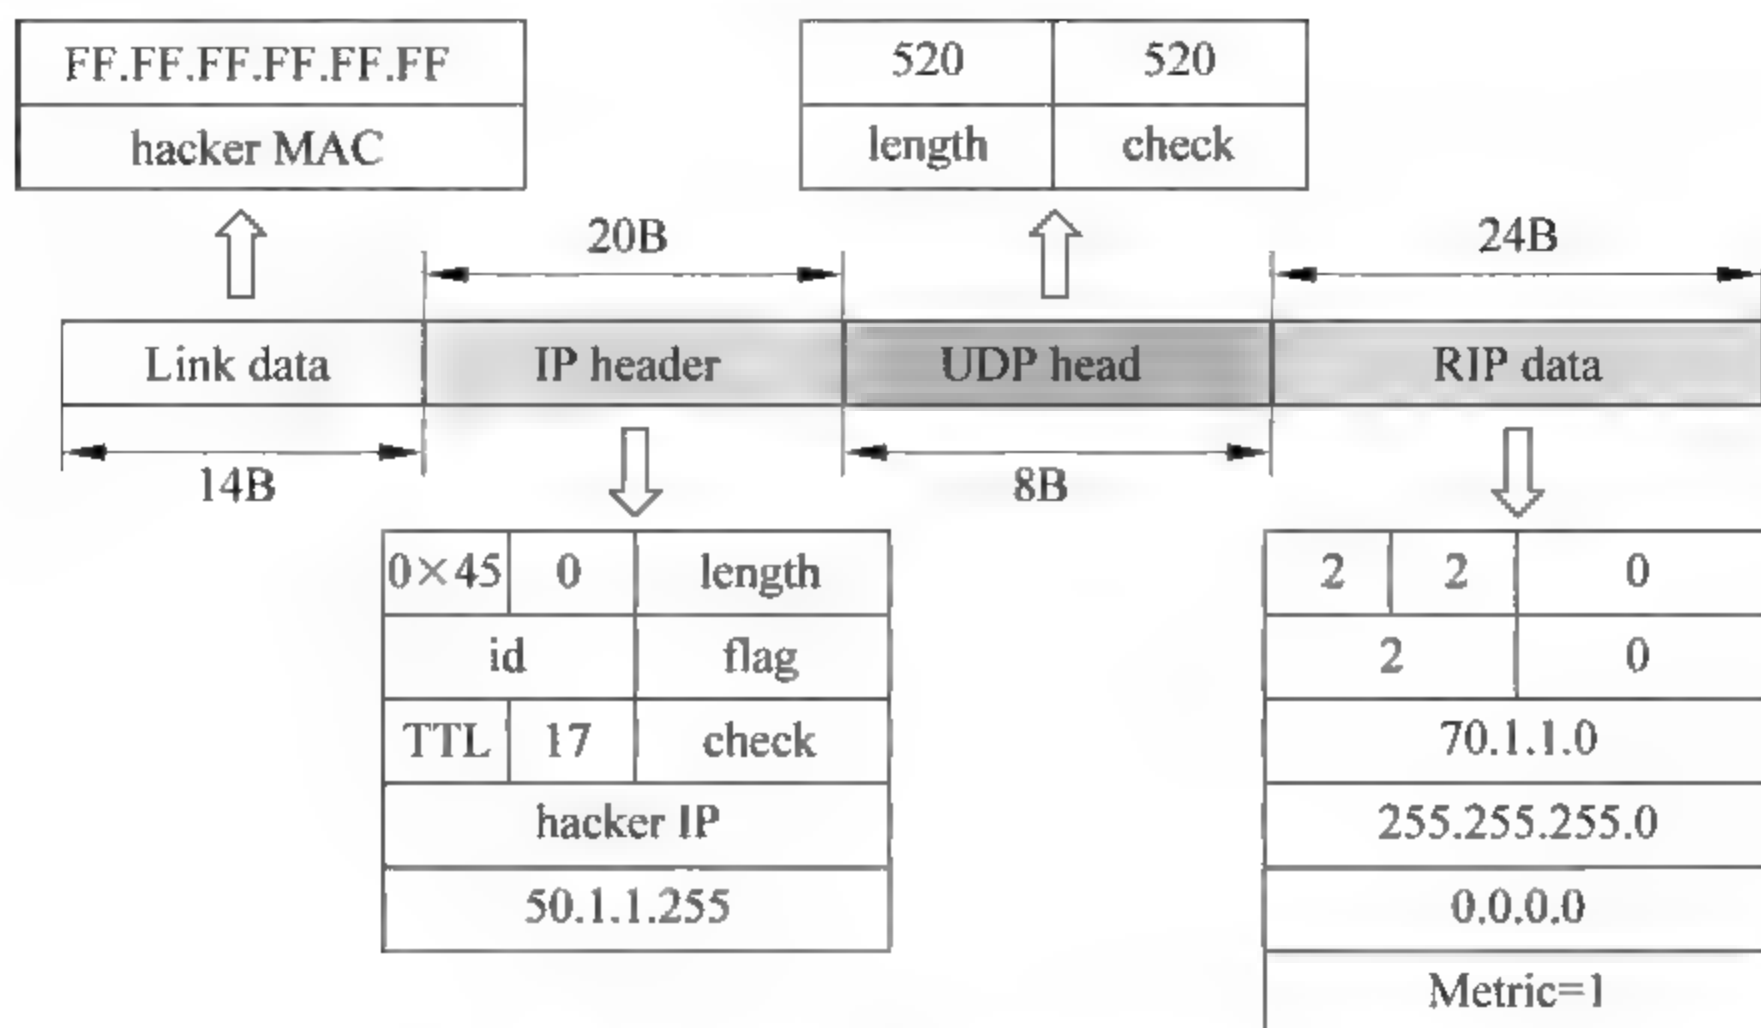 FF.FF.FF.FF.FF.FF
hacker MAC
520 520
length check
20B
24B
Link data IP header UDP head RIP data
14B
8B
0×45 0 length
id flag
TTL 17 check
hacker IP
50.1.1.255
2 2 0
2 0
70.1.1.0
255.255.255.0
0.0.0.0
Metric=1